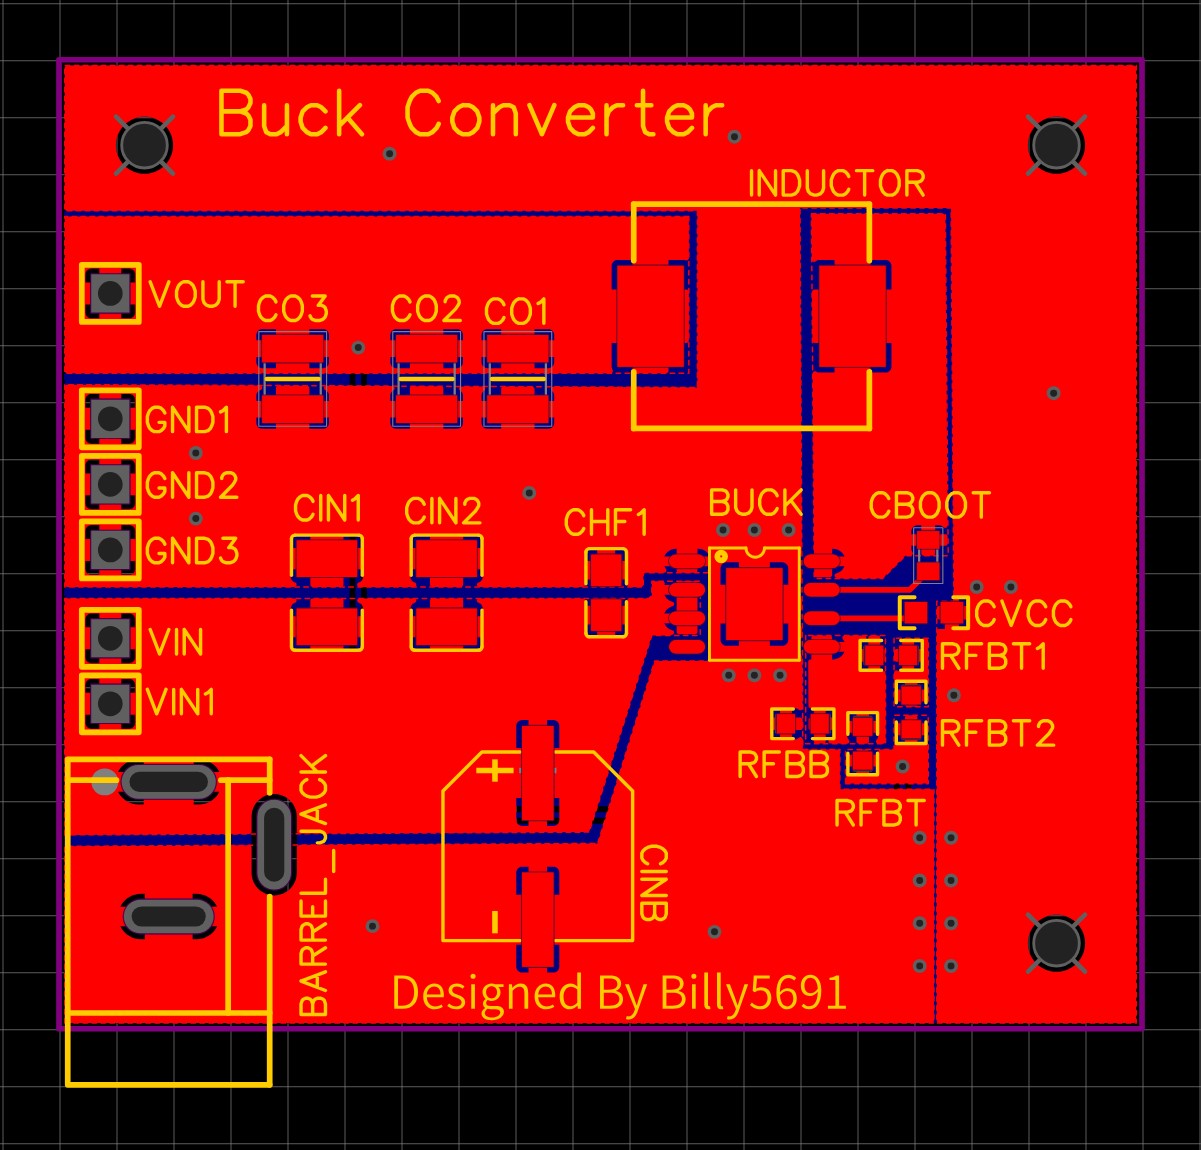 Buck Converter
INDUCTOR
VOUT
CO3
CO2
CO1
GND1
GND2
GND3
CIN1
CIN2
CHF1
BUCK
CBOOT
VIN
CVCC
RFBT1
VIN1
RFBT2
RFBB
RFBT
BARREL_JACK
+
CINB
-
Designed By Billy5691